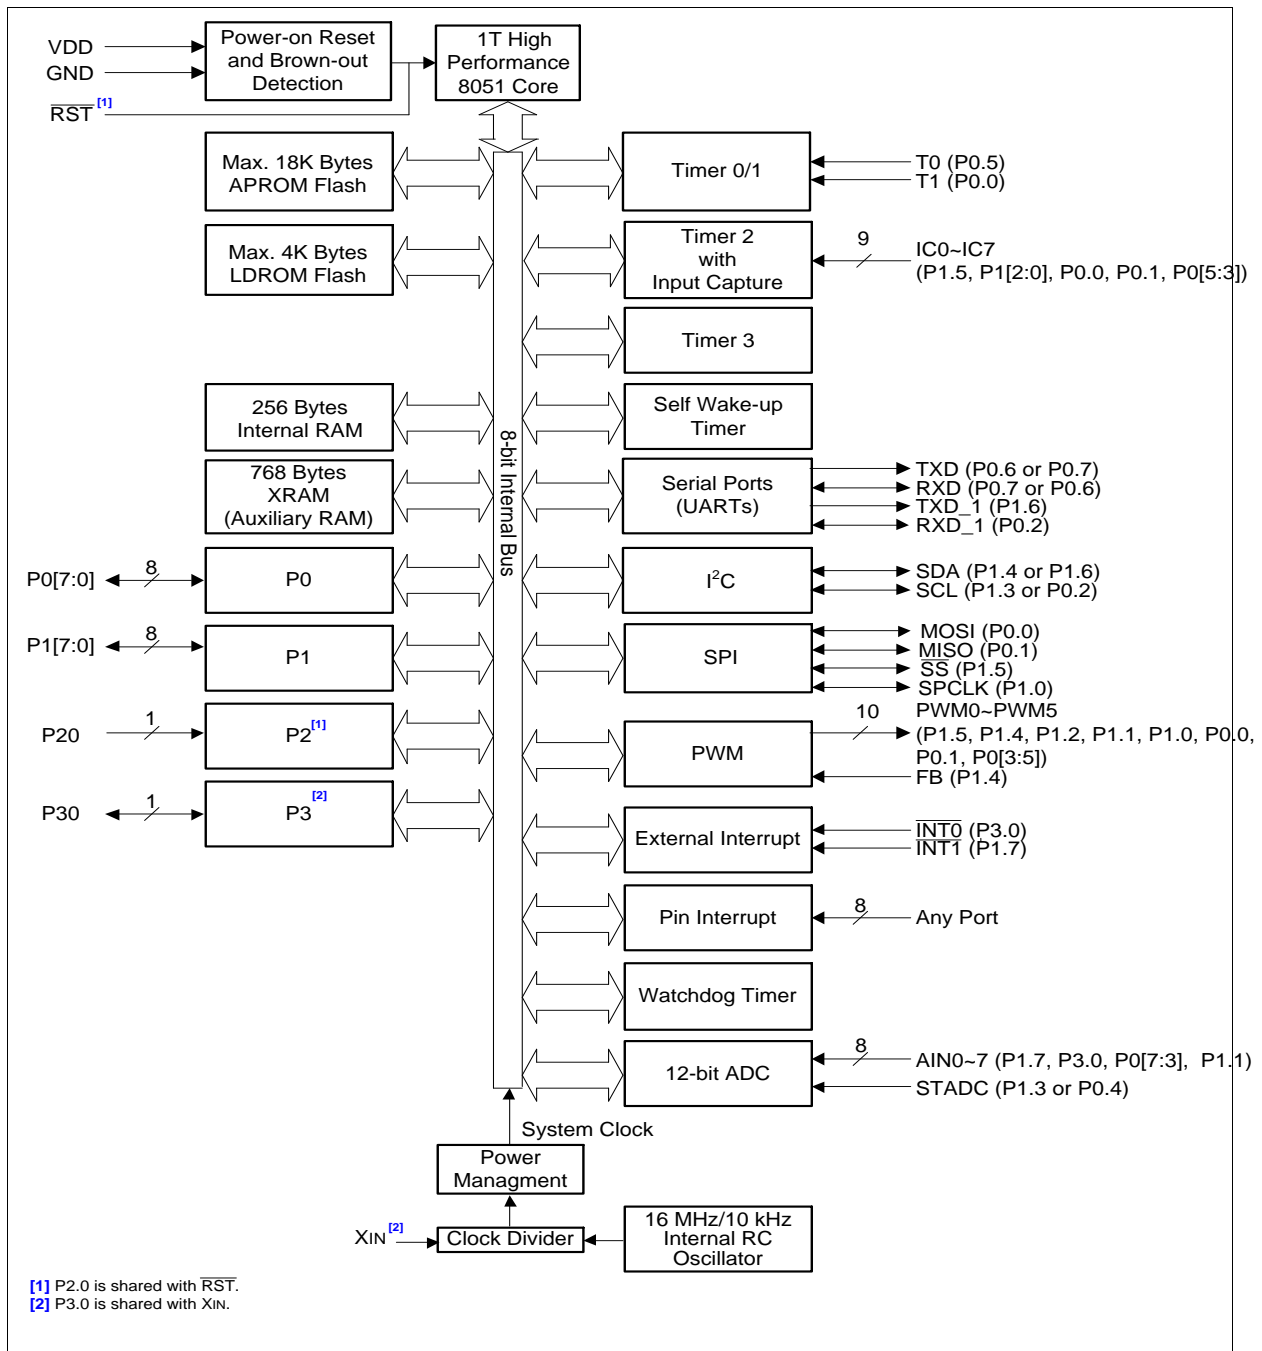 VDD
GND
RST[1]
Power-on Reset
and Brown-out
Detection
1T High
Performance
8051 Core
Max. 18K Bytes
APROM Flash
Timer 0/1
T0 (P0.5)
T1 (P0.0)
Max. 4K Bytes
LDROM Flash
Timer 2
with
Input Capture
9
IC0~IC7
(P1.5, P1[2:0], P0.0, P0.1, P0[5:3])
Timer 3
256 Bytes
Internal RAM
Self Wake-up
Timer
8-bit Internal Bus
768 Bytes
XRAM
(Auxiliary RAM)
Serial Ports
(UARTs)
TXD (P0.6 or P0.7)
RXD (P0.7 or P0.6)
TXD_1 (P1.6)
RXD_1 (P0.2)
P0[7:0]
8
P0
I2C
SDA (P1.4 or P1.6)
SCL (P1.3 or P0.2)
P1[7:0]
8
P1
SPI
MOSI (P0.0)
MISO (P0.1)
SS (P1.5)
SPCLK (P1.0)
P20
1
P2[1]
PWM
10
PWM0~PWM5
(P1.5, P1.4, P1.2, P1.1, P1.0, P0.0,
P0.1, P0[3:5])
FB (P1.4)
P30
1
P3[2]
External Interrupt
INT0 (P3.0)
INT1 (P1.7)
Pin Interrupt
8
Any Port
Watchdog Timer
12-bit ADC
8
AIN0~7 (P1.7, P3.0, P0[7:3], P1.1)
STADC (P1.3 or P0.4)
System Clock
Power
Managment
XIN[2]
Clock Divider
16 MHz/10 kHz
Internal RC
Oscillator
[1] P2.0 is shared with RST.
[2] P3.0 is shared with XIN.